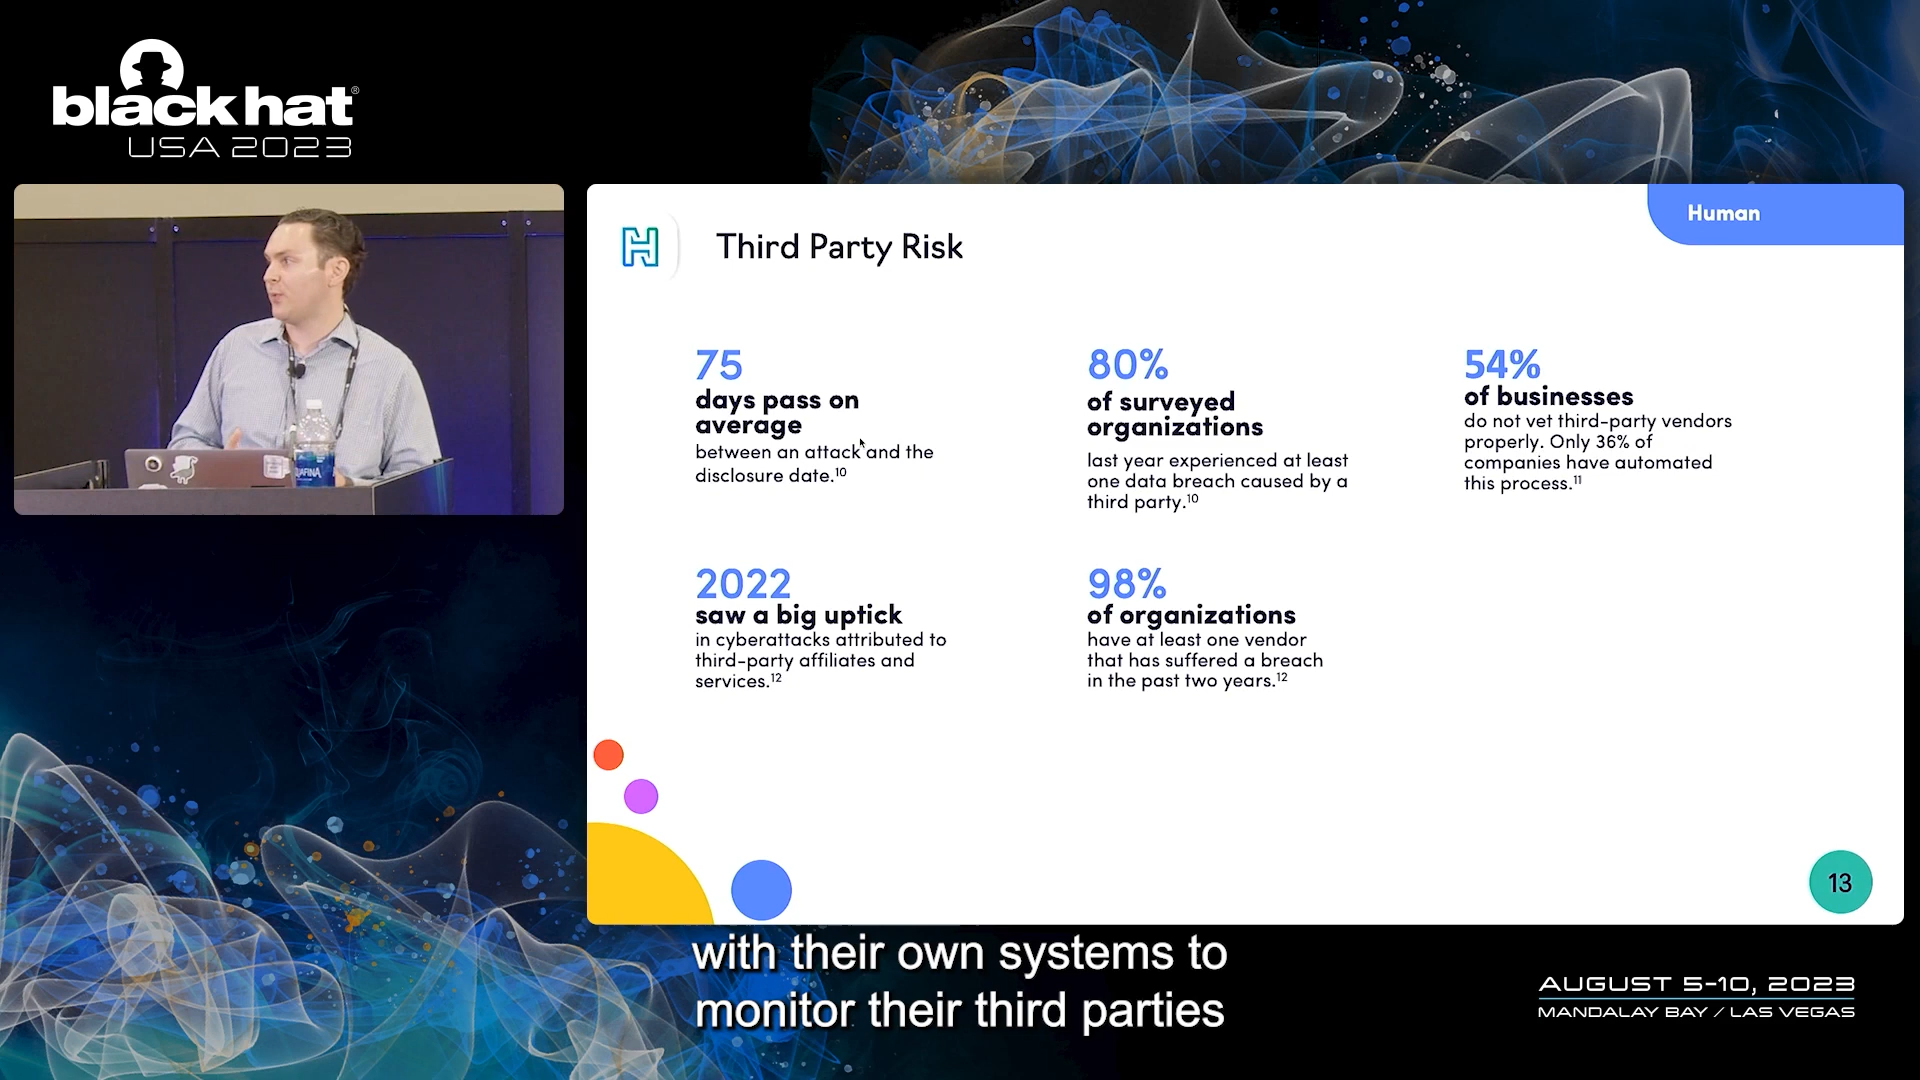 black hat®
USA 2023
Human
H
Third Party Risk
75
days pass on
average
between an attack and the
disclosure date.¹⁰
80%
of surveyed
organizations
last year experienced at least
one data breach caused by a
third party.¹⁰
54%
of businesses
do not vet third-party vendors
properly. Only 36% of
companies have automated
this process.¹¹
2022
saw a big uptick
in cyberattacks attributed to
third-party affiliates and
services.¹²
98%
of organizations
have at least one vendor
that has suffered a breach
in the past two years.¹²
13
with their own systems to
monitor their third parties
AUGUST 5-10, 2023
MANDALAY BAY / LAS VEGAS